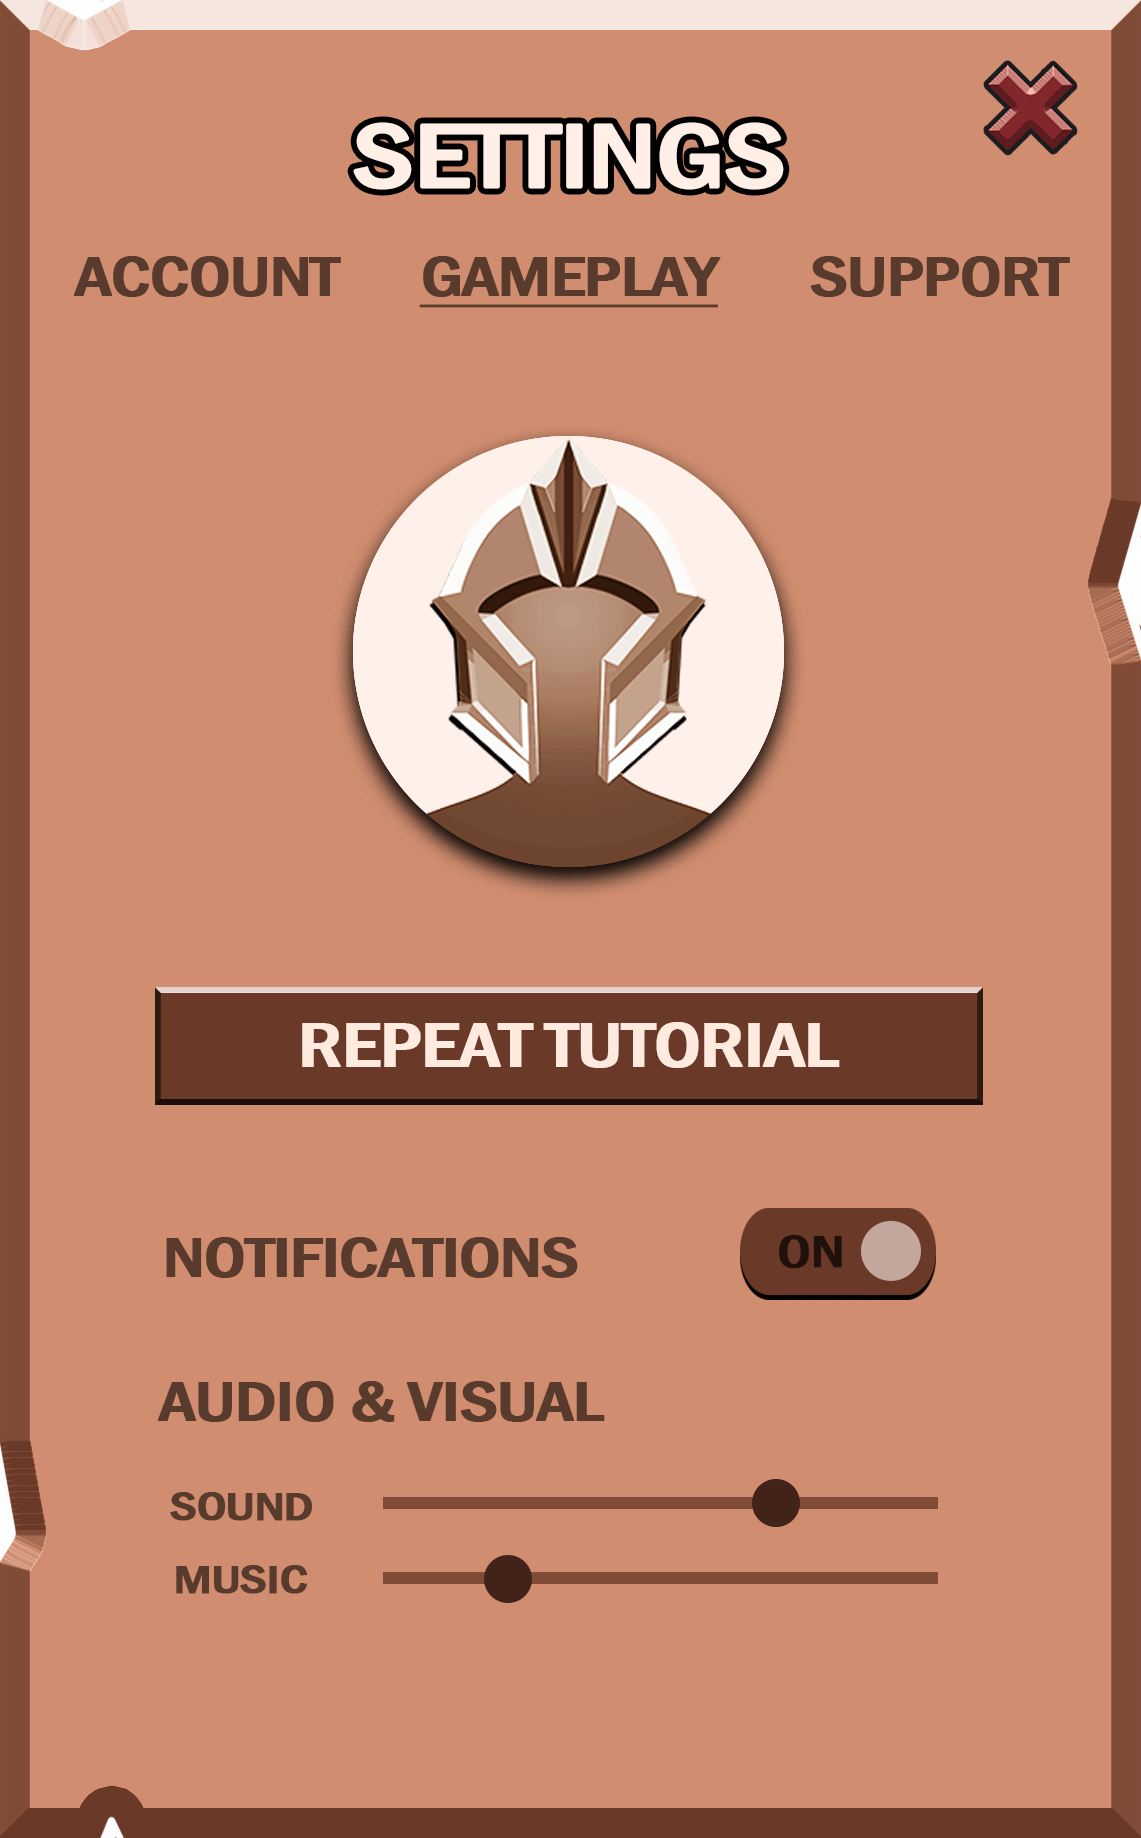 SETTINGS
ACCOUNT GAMEPLAY SUPPORT
REPEAT TUTORIAL
NOTIFICATIONS ON
AUDIO & VISUAL
SOUND
MUSIC